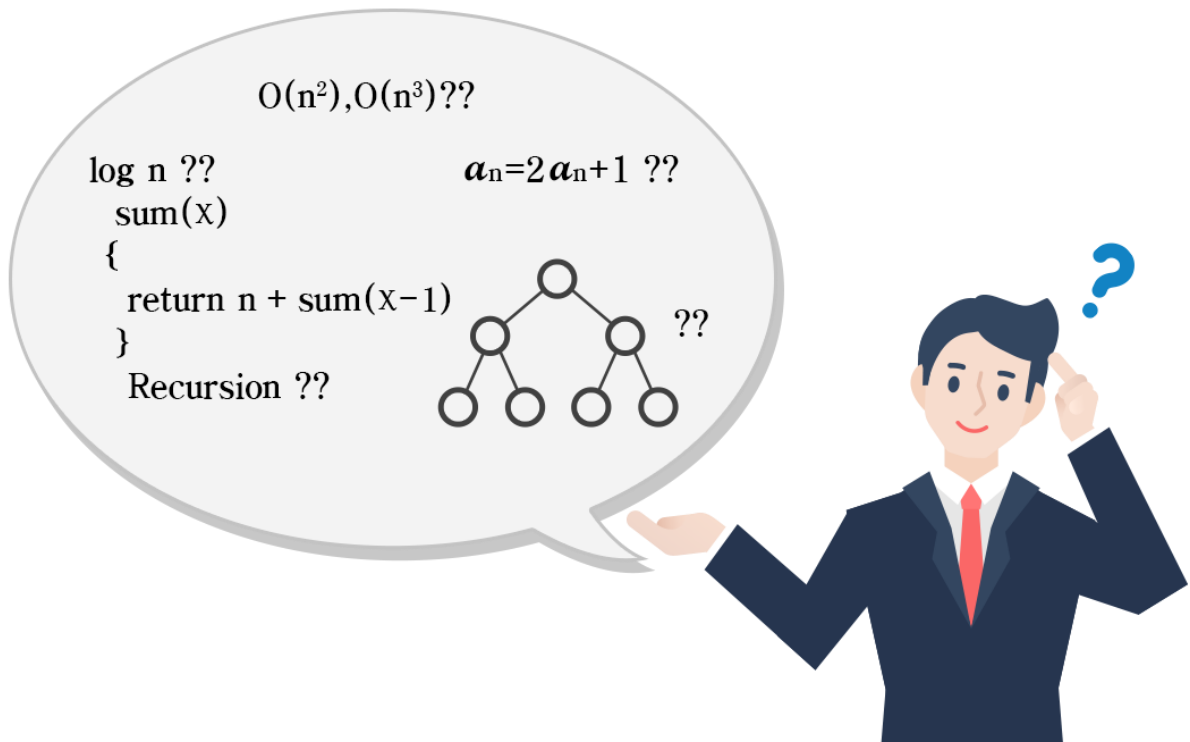 O(n²),O(n³)??
log n ??
aₙ=2aₙ+1 ??
sum(x)
{
return n + sum(x-1)
}
??
Recursion ??
?